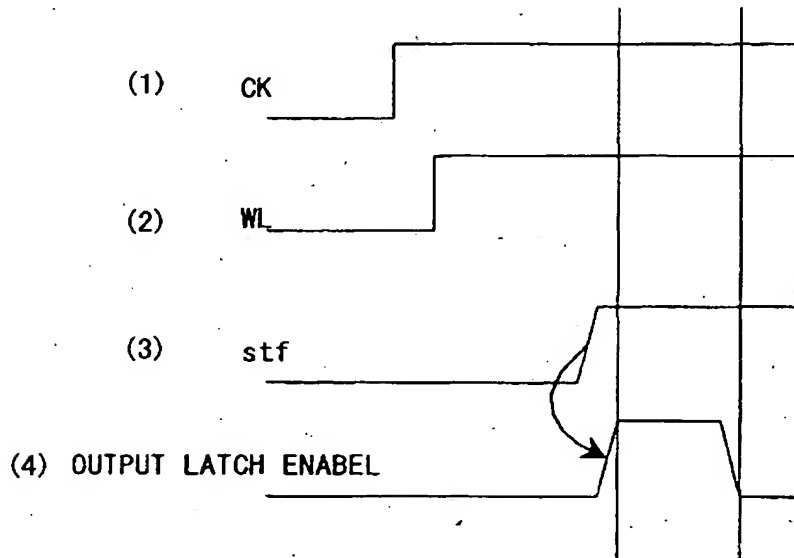 (1) CK
(2) WL
(3) stf
(4) OUTPUT LATCH ENABEL